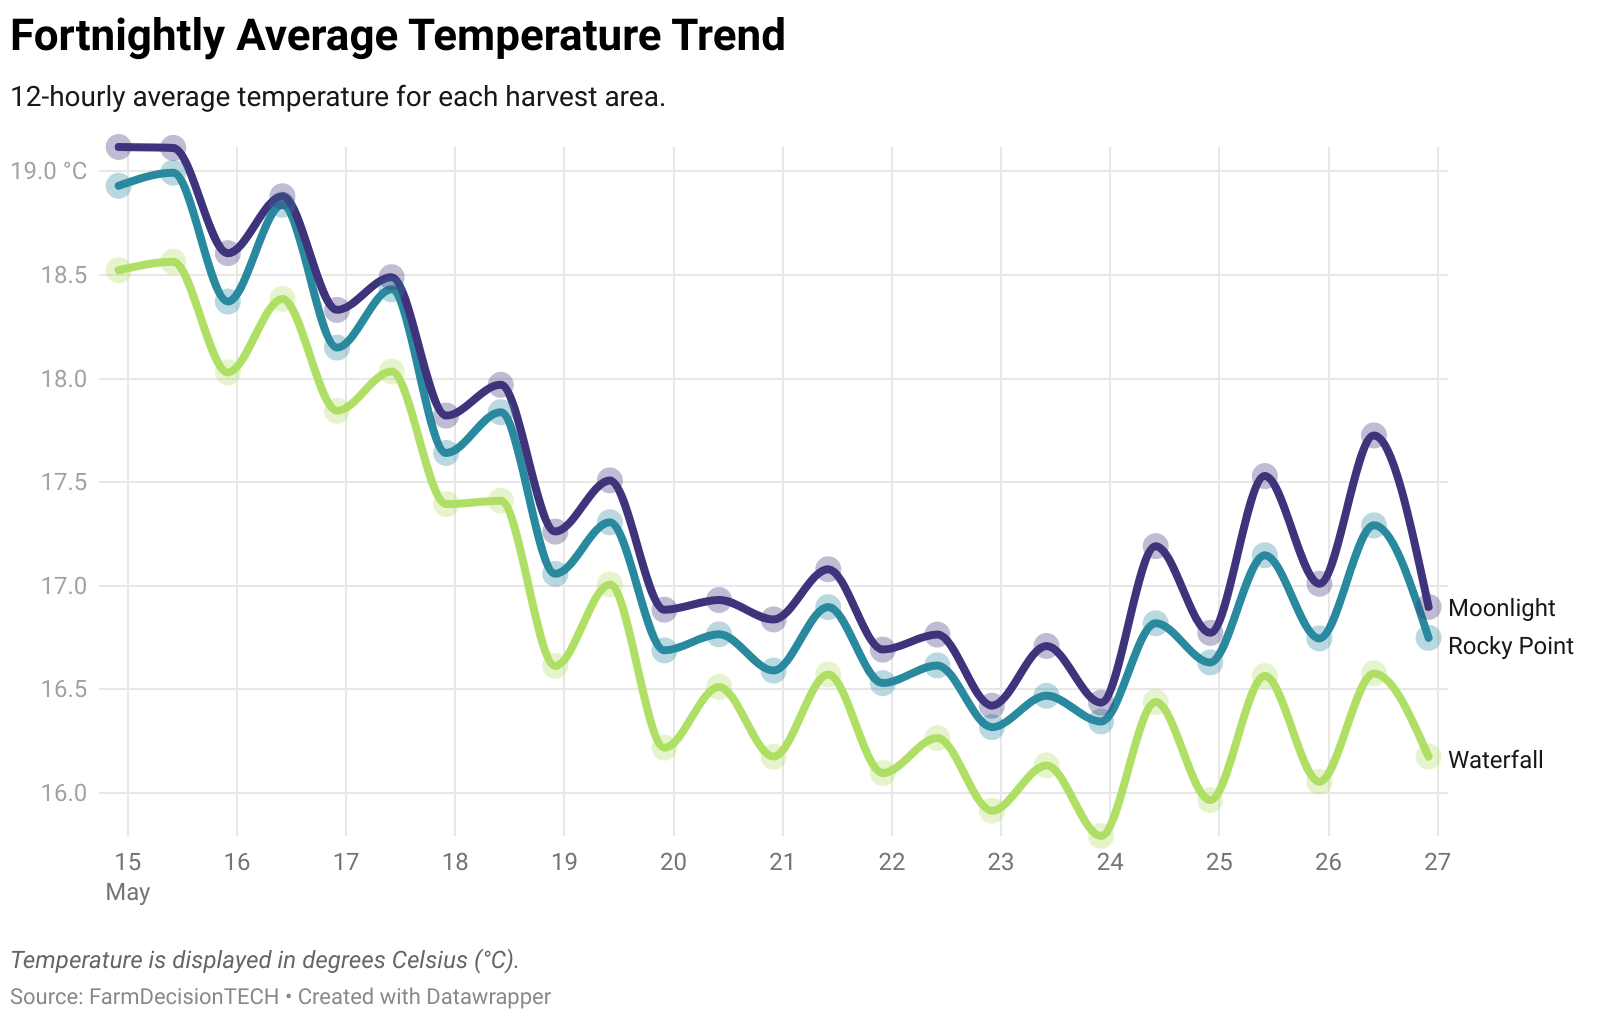 Fortnightly Average Temperature Trend
12-hourly average temperature for each harvest area.
19.0 °C
18.5
18.0
17.5
17.0
16.5
16.0
Moonlight
Rocky Point
Waterfall
15 16 17 18 19 20 21 22 23 24 25 26 27
May
Temperature is displayed in degrees Celsius (°C).
Source: FarmDecisionTECH • Created with Datawrapper